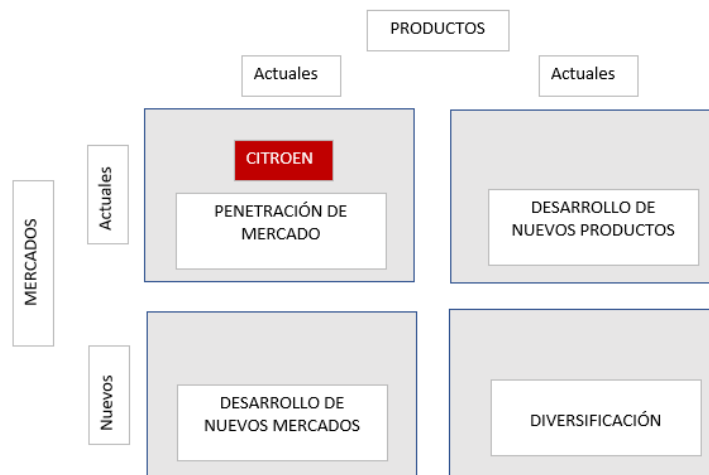 PRODUCTOS
Actuales
Actuales
MERCADOS
Actuales
CITROEN
PENETRACIÓN DE
MERCADO
DESARROLLO DE
NUEVOS PRODUCTOS
Nuevos
DESARROLLO DE
NUEVOS MERCADOS
DIVERSIFICACIÓN